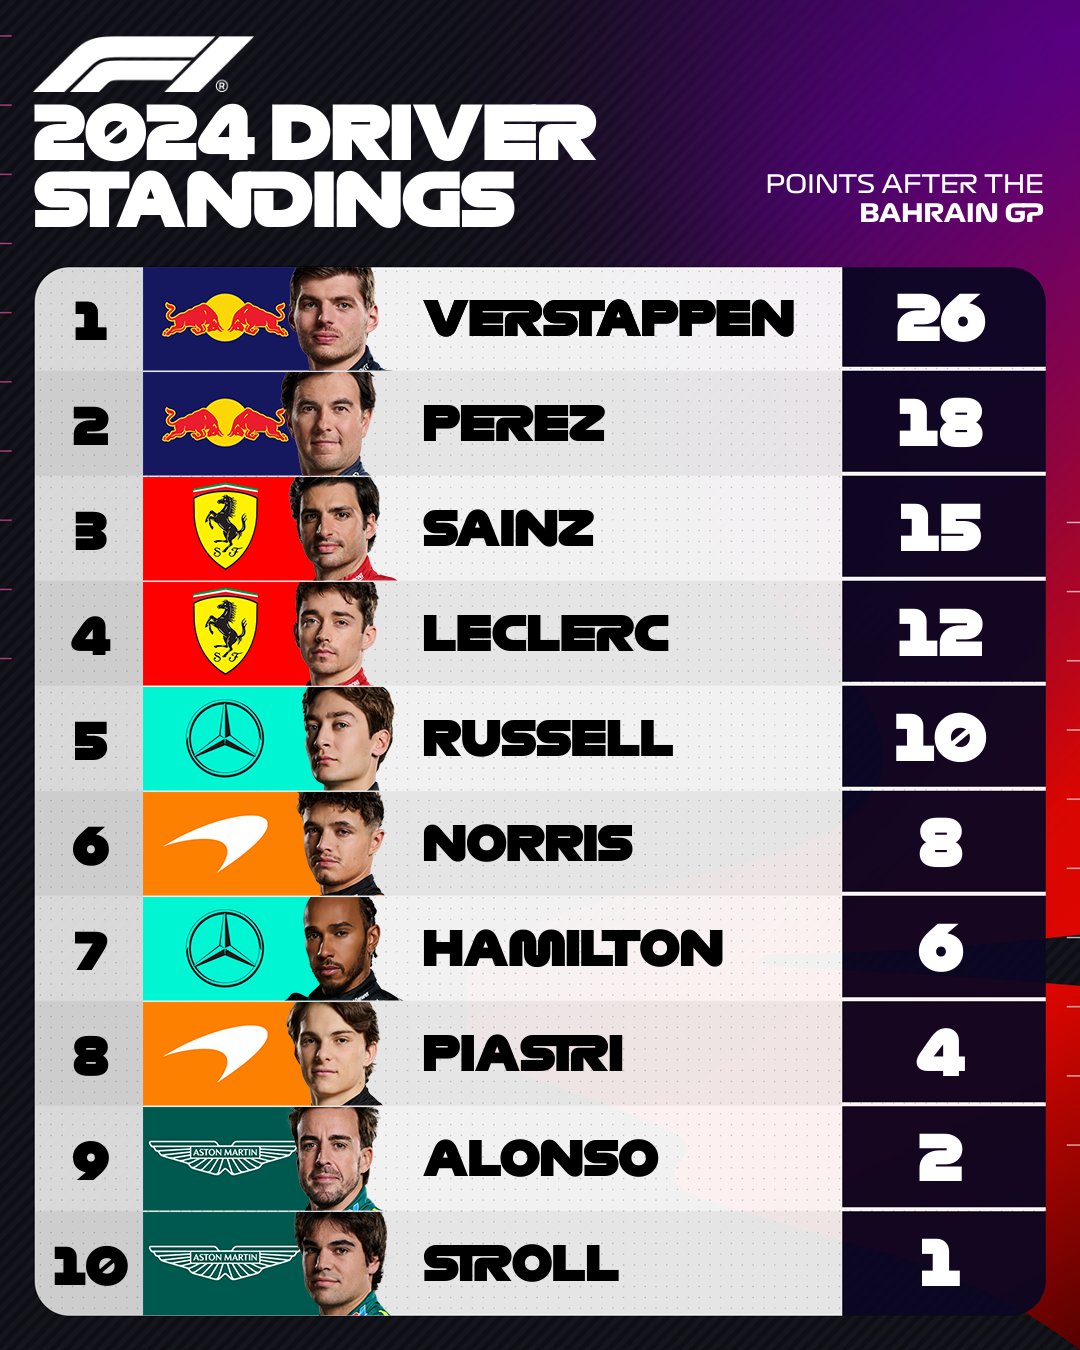 F1®
2024 DRIVER
STANDINGS
POINTS AFTER THE
BAHRAIN GP
1 VERSTAPPEN 26
2 PEREZ 18
3 SAINZ 15
S F
4 LECLERC 12
S F
5 RUSSELL 10
6 NORRIS 8
7 HAMILTON 6
8 PIASTRI 4
9 ASTON MARTIN ALONSO 2
10 ASTON MARTIN STROLL 1